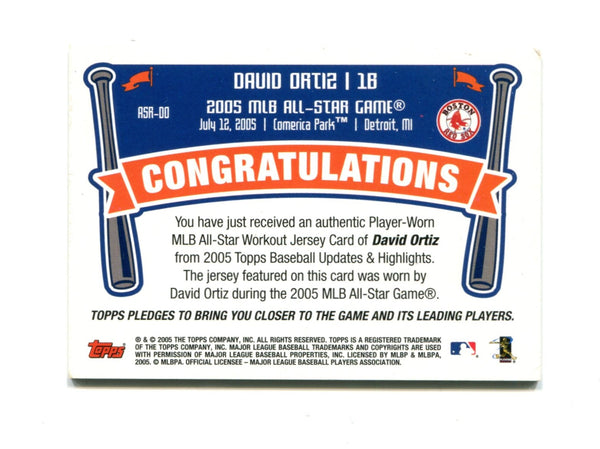 DAVID ORTIZ | 1B
ASR-DO
2005 MLB ALL-STAR GAME®
July 12, 2005 | Comerica Park™ | Detroit, MI
BOSTON
RED SOX
CONGRATULATIONS
You have just received an authentic Player-Worn
MLB All-Star Workout Jersey Card of David Ortiz
from 2005 Topps Baseball Updates & Highlights.
The jersey featured on this card was worn by
David Ortiz during the 2005 MLB All-Star Game®.
TOPPS PLEDGES TO BRING YOU CLOSER TO THE GAME AND ITS LEADING PLAYERS.
topps
® & © 2005 THE TOPPS COMPANY, INC. ALL RIGHTS RESERVED, TOPPS IS A REGISTERED TRADEMARK
OF THE TOPPS COMPANY, INC. MAJOR LEAGUE BASEBALL TRADEMARKS AND COPYRIGHTS ARE USED
WITH PERMISSION OF MAJOR LEAGUE BASEBALL PROPERTIES, INC. LICENSED BY MLBP & MLBPA,
2005. © MLBPA. OFFICIAL LICENSEE – MAJOR LEAGUE BASEBALL PLAYERS ASSOCIATION.